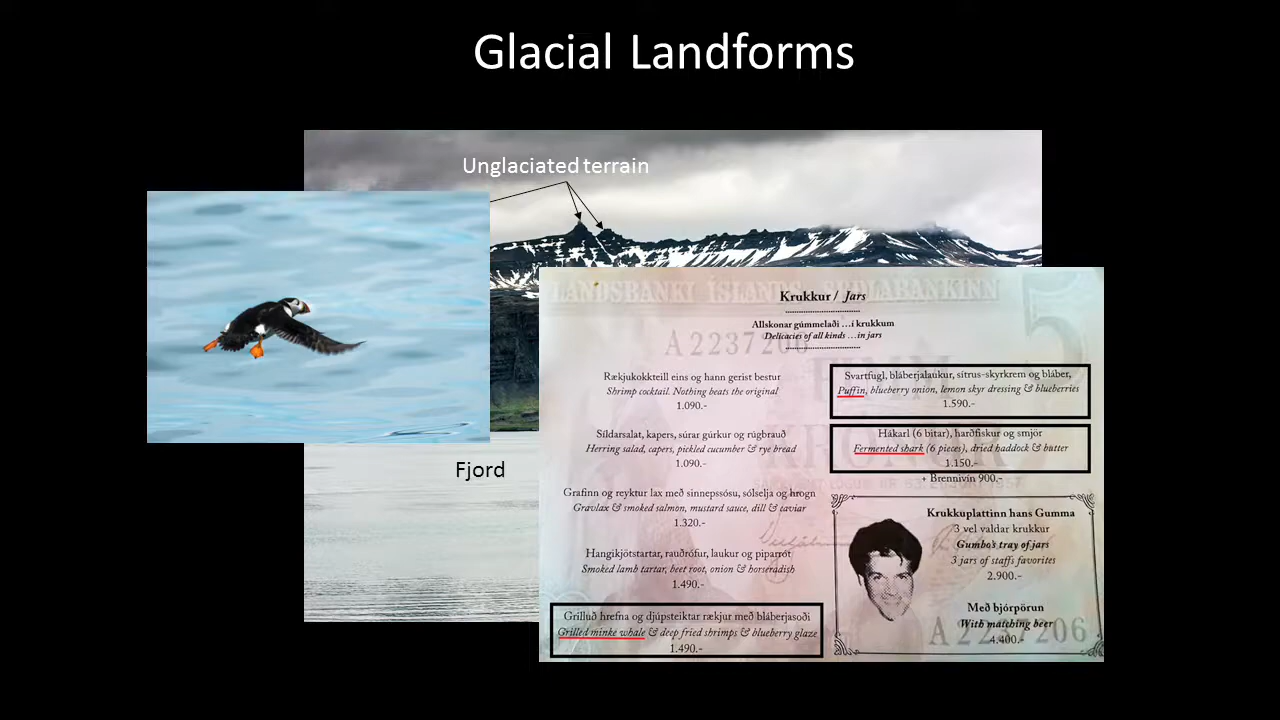 Glacial Landforms
Unglaciated terrain
Fjord
LANDSBANKI
Krukkur / Jars
Allskonar gúmmelaði ...í krukkum
Delicacies of all kinds ...in jars
A 2237206
Rækjukokkteill eins og hann gerist bestur
Shrimp cocktail. Nothing beats the original
1.090.-
Síldarsalat, kapers, súrar gúrkur og rúgbrauð
Herring salad, capers, pickled cucumber & rye bread
1.090.-
Grafinn og reyktur lax með sinnepssósu, sólselja og hrogn
Gravlax & smoked salmon, mustard sauce, dill & caviar
1.320.-
Hangikjötstartar, rauðrófur, laukur og piparrót
Smoked lamb tartar, beet root, onion & horseradish
1.490.-
Grilluð hrefna og djúpsteiktar rækjur með bláberjasoði
Grilled minke whale & deep fried shrimps & blueberry glaze
1.490.-
Svartfugl, bláberjalaukur, sítrus-skyrkrem og bláber,
Puffin, blueberry onion, lemon skyr dressing & blueberries
1.590.-
Hákarl (6 bitar), harðfiskur og smjör
Fermented shark (6 pieces), dried haddock & butter
1.150.-
+ Brennivín 900.-
Krukkuplattinn hans Gumma
3 vel valdar krukkur
Gumbo's tray of jars
3 jars of staffs favorites
2.900.-
Með bjórpörun
With matching beer
4.400.-
A 2237206